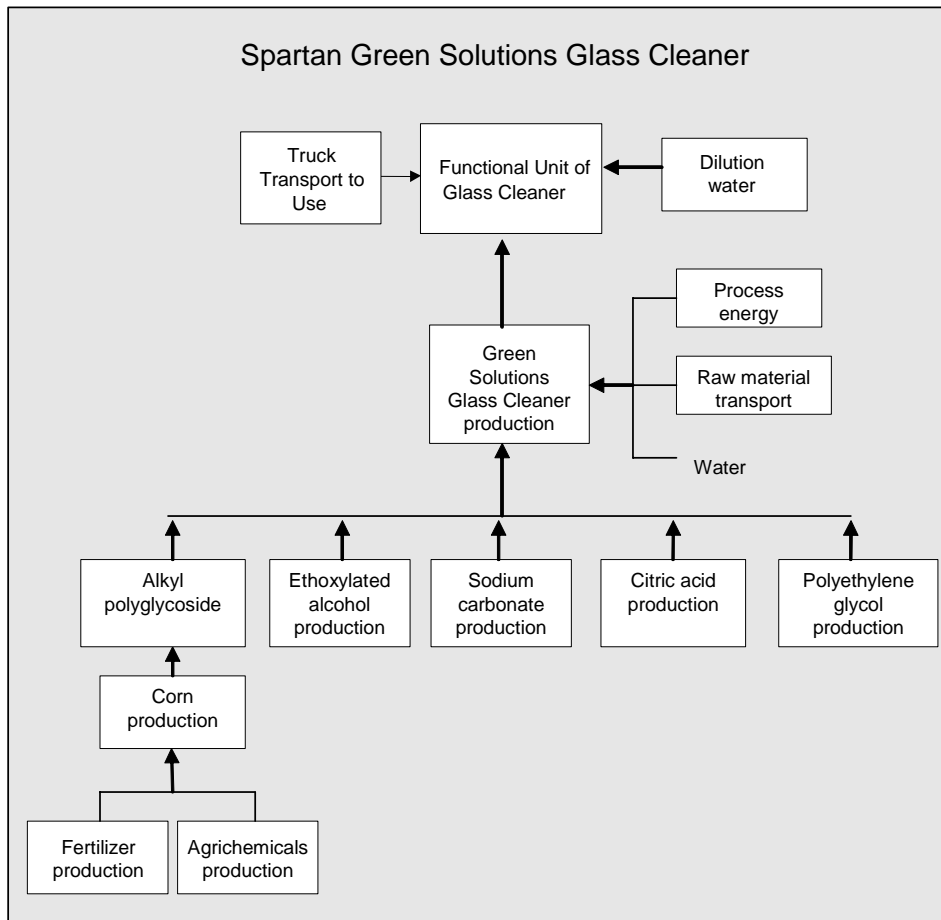 Spartan Green Solutions Glass Cleaner
Truck
Transport to
Use
Functional Unit of
Glass Cleaner
Dilution
water
Process
energy
Green
Solutions
Glass Cleaner
production
Raw material
transport
Water
Alkyl
polyglycoside
Ethoxylated
alcohol
production
Sodium
carbonate
production
Citric acid
production
Polyethylene
glycol
production
Corn
production
Fertilizer
production
Agrichemicals
production